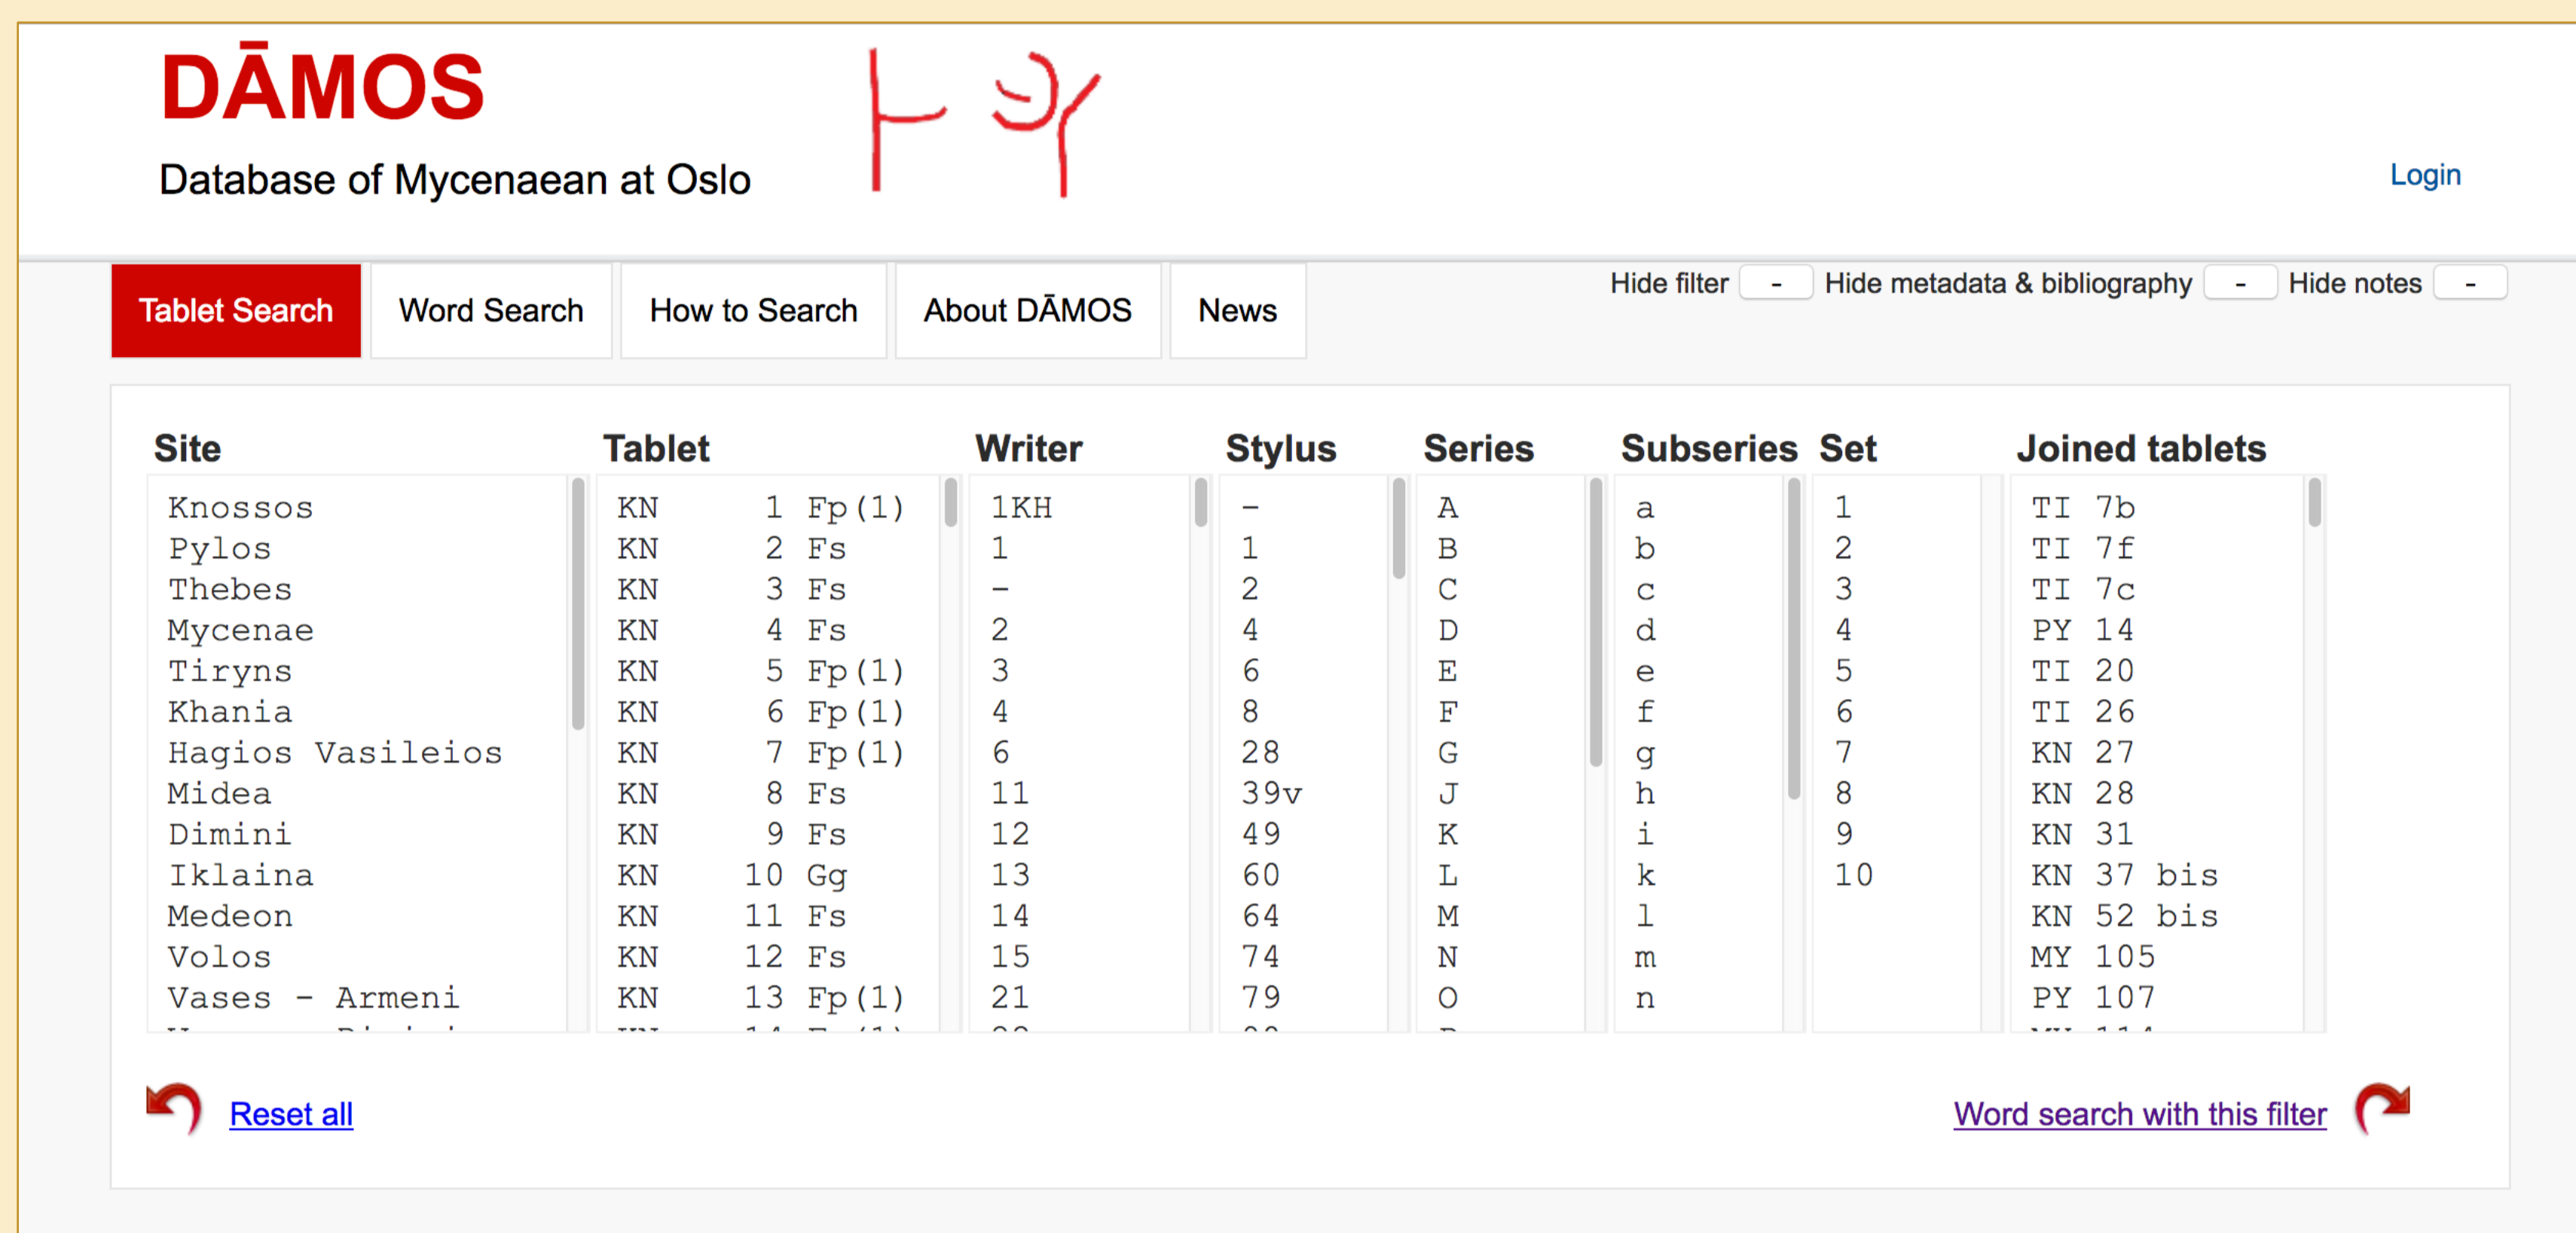 DĀMOS 𐀅𐀖
Database of Mycenaean at Oslo
Login
Tablet Search Word Search How to Search About DĀMOS News
Hide filter - Hide metadata & bibliography - Hide notes -
Site Tablet Writer Stylus Series Subseries Set Joined tablets
Knossos KN 1 Fp(1) 1KH - A a 1 TI 7b
Pylos KN 2 Fs 1 1 B b 2 TI 7f
Thebes KN 3 Fs - 2 C c 3 TI 7c
Mycenae KN 4 Fs 2 4 D d 4 PY 14
Tiryns KN 5 Fp(1) 3 6 E e 5 TI 20
Khania KN 6 Fp(1) 4 8 F f 6 TI 26
Hagios Vasileios KN 7 Fp(1) 6 28 G g 7 KN 27
Midea KN 8 Fs 11 39v J h 8 KN 28
Dimini KN 9 Fs 12 49 K i 9 KN 31
Iklaina KN 10 Gg 13 60 L k 10 KN 37 bis
Medeon KN 11 Fs 14 64 M l KN 52 bis
Volos KN 12 Fs 15 74 N m MY 105
Vases - Armeni KN 13 Fp(1) 21 79 O n PY 107
Reset all Word search with this filter